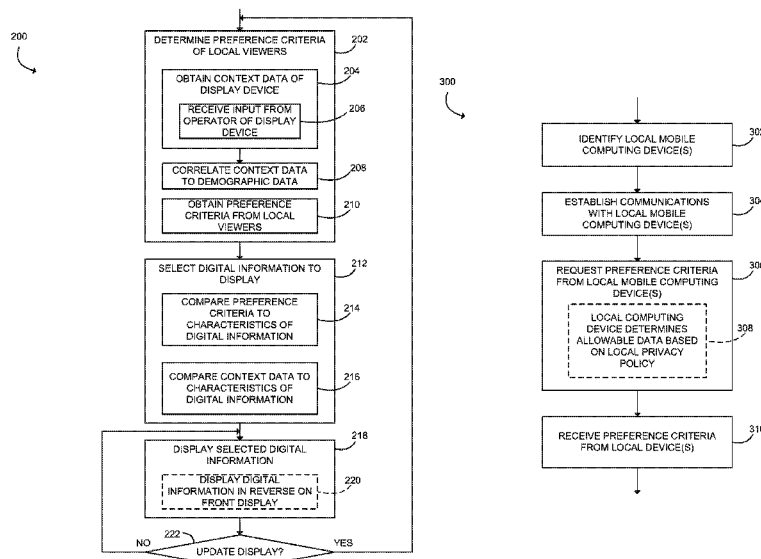 200
DETERMINE PREFERENCE CRITERIA
OF LOCAL VIEWERS
202
OBTAIN CONTEXT DATA OF
DISPLAY DEVICE
204
RECEIVE INPUT FROM
OPERATOR OF DISPLAY
DEVICE
206
CORRELATE CONTEXT DATA
TO DEMOGRAPHIC DATA
208
OBTAIN PREFERENCE
CRITERIA FROM LOCAL
VIEWERS
210
SELECT DIGITAL INFORMATION TO
DISPLAY
212
COMPARE PREFERENCE
CRITERIA TO
CHARACTERISTICS OF
DIGITAL INFORMATION
214
COMPARE CONTEXT DATA TO
CHARACTERISTICS OF
DIGITAL INFORMATION
216
DISPLAY SELECTED DIGITAL
INFORMATION
218
DISPLAY DIGITAL
INFORMATION IN REVERSE ON
FRONT DISPLAY
220
222
NO
UPDATE DISPLAY?
YES
300
IDENTIFY LOCAL MOBILE
COMPUTING DEVICE(S)
302
ESTABLISH COMMUNICATIONS
WITH LOCAL MOBILE
COMPUTING DEVICE(S)
304
REQUEST PREFERENCE CRITERIA
FROM LOCAL MOBILE COMPUTING
DEVICE(S)
306
LOCAL COMPUTING
DEVICE DETERMINES
ALLOWABLE DATA BASED
ON LOCAL PRIVACY
POLICY
308
RECEIVE PREFERENCE CRITERIA
FROM LOCAL DEVICE(S)
310